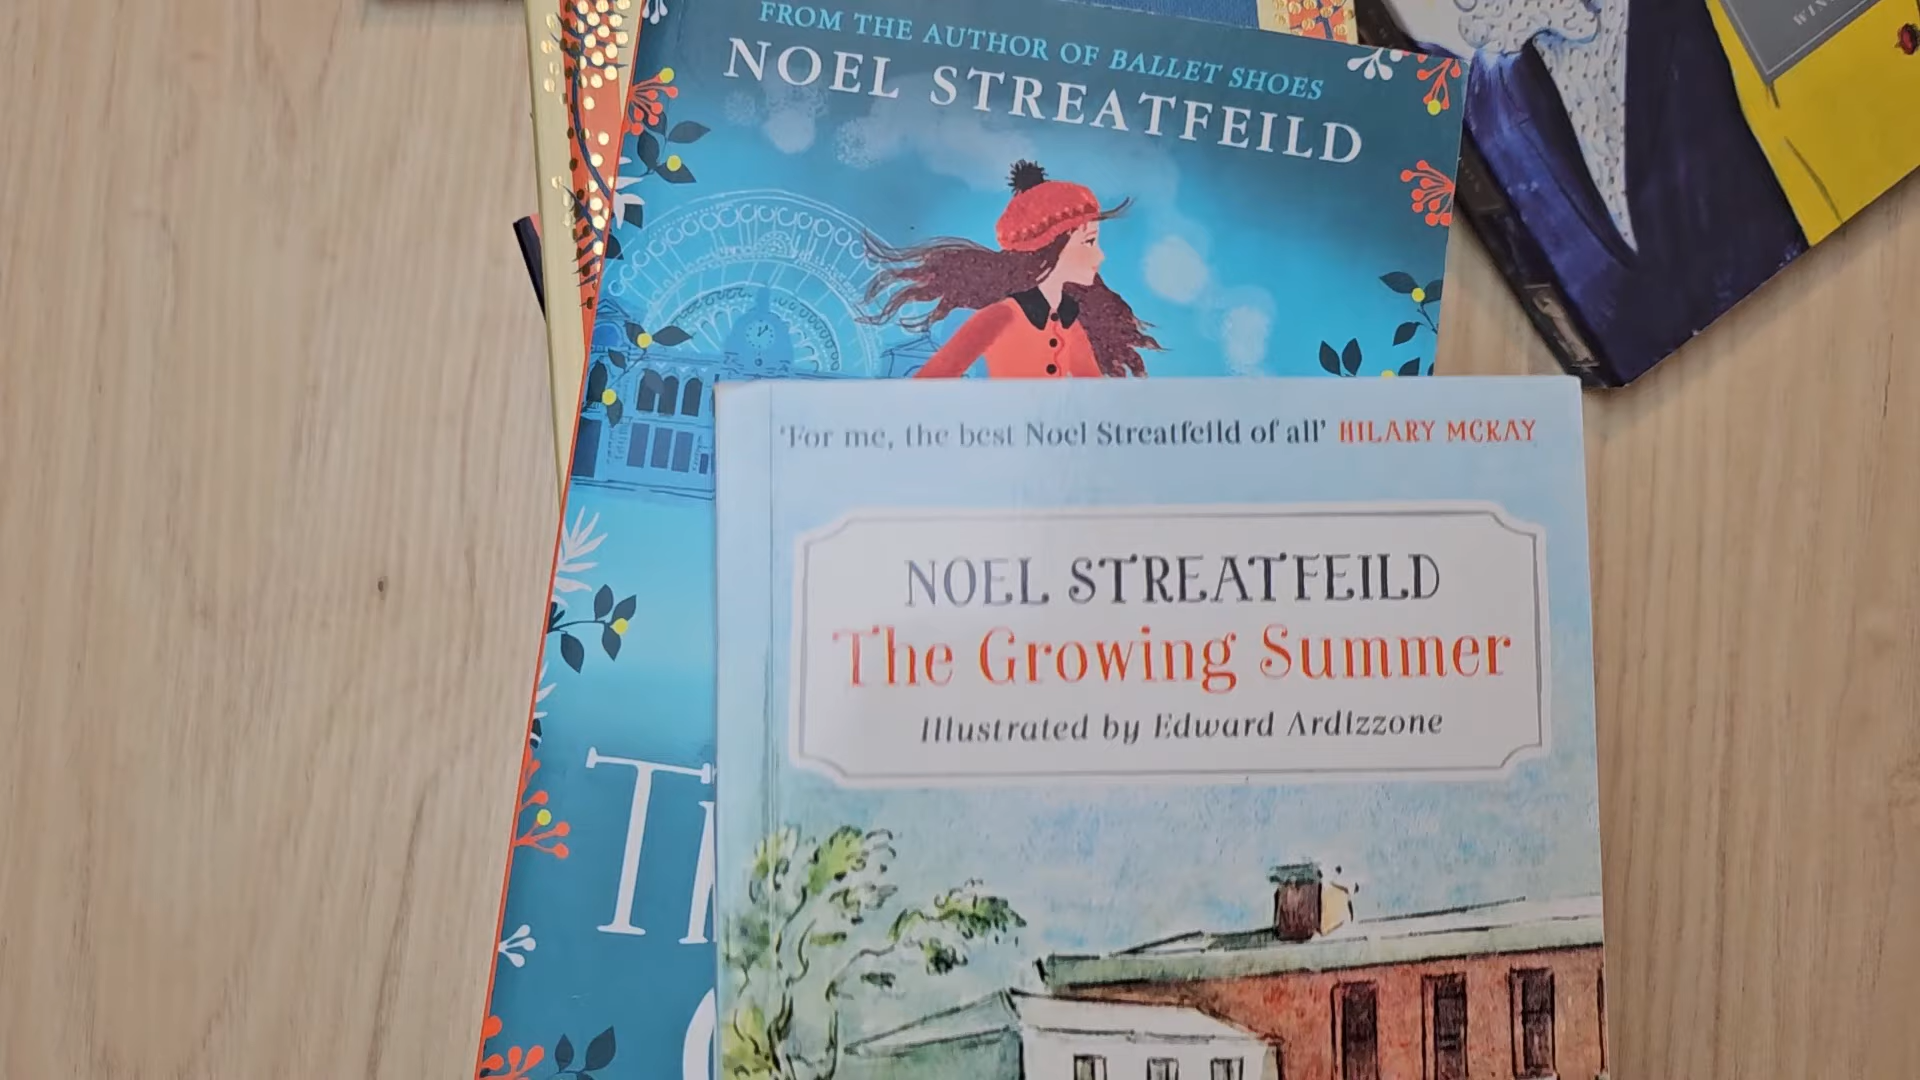 FROM THE AUTHOR OF BALLET SHOES
NOEL STREATFEILD
'For me, the best Noel Streatfeild of all' HILARY MCKAY
NOEL STREATFEILD
The Growing Summer
Illustrated by Edward Ardizzone